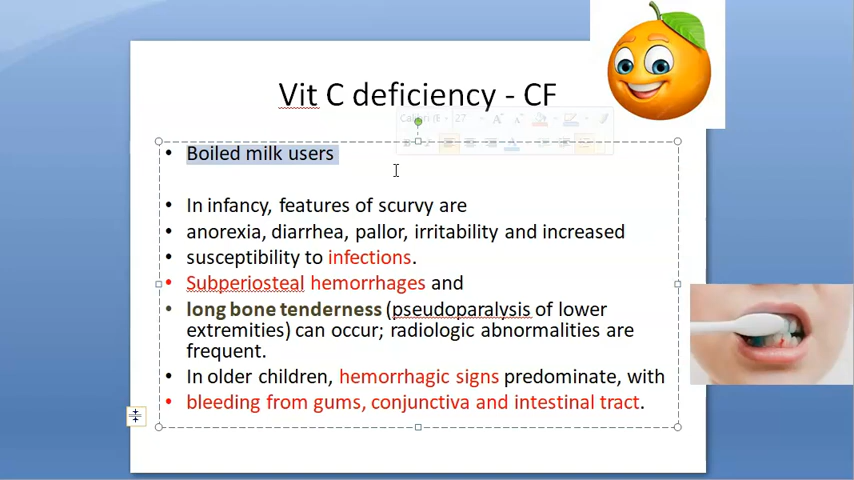 Vit C deficiency - CF
27
• Boiled milk users
• In infancy, features of scurvy are
• anorexia, diarrhea, pallor, irritability and increased
• susceptibility to infections.
• Subperiosteal hemorrhages and
• long bone tenderness (pseudoparalysis of lower
extremities) can occur; radiologic abnormalities are
frequent.
• In older children, hemorrhagic signs predominate, with
• bleeding from gums, conjunctiva and intestinal tract.